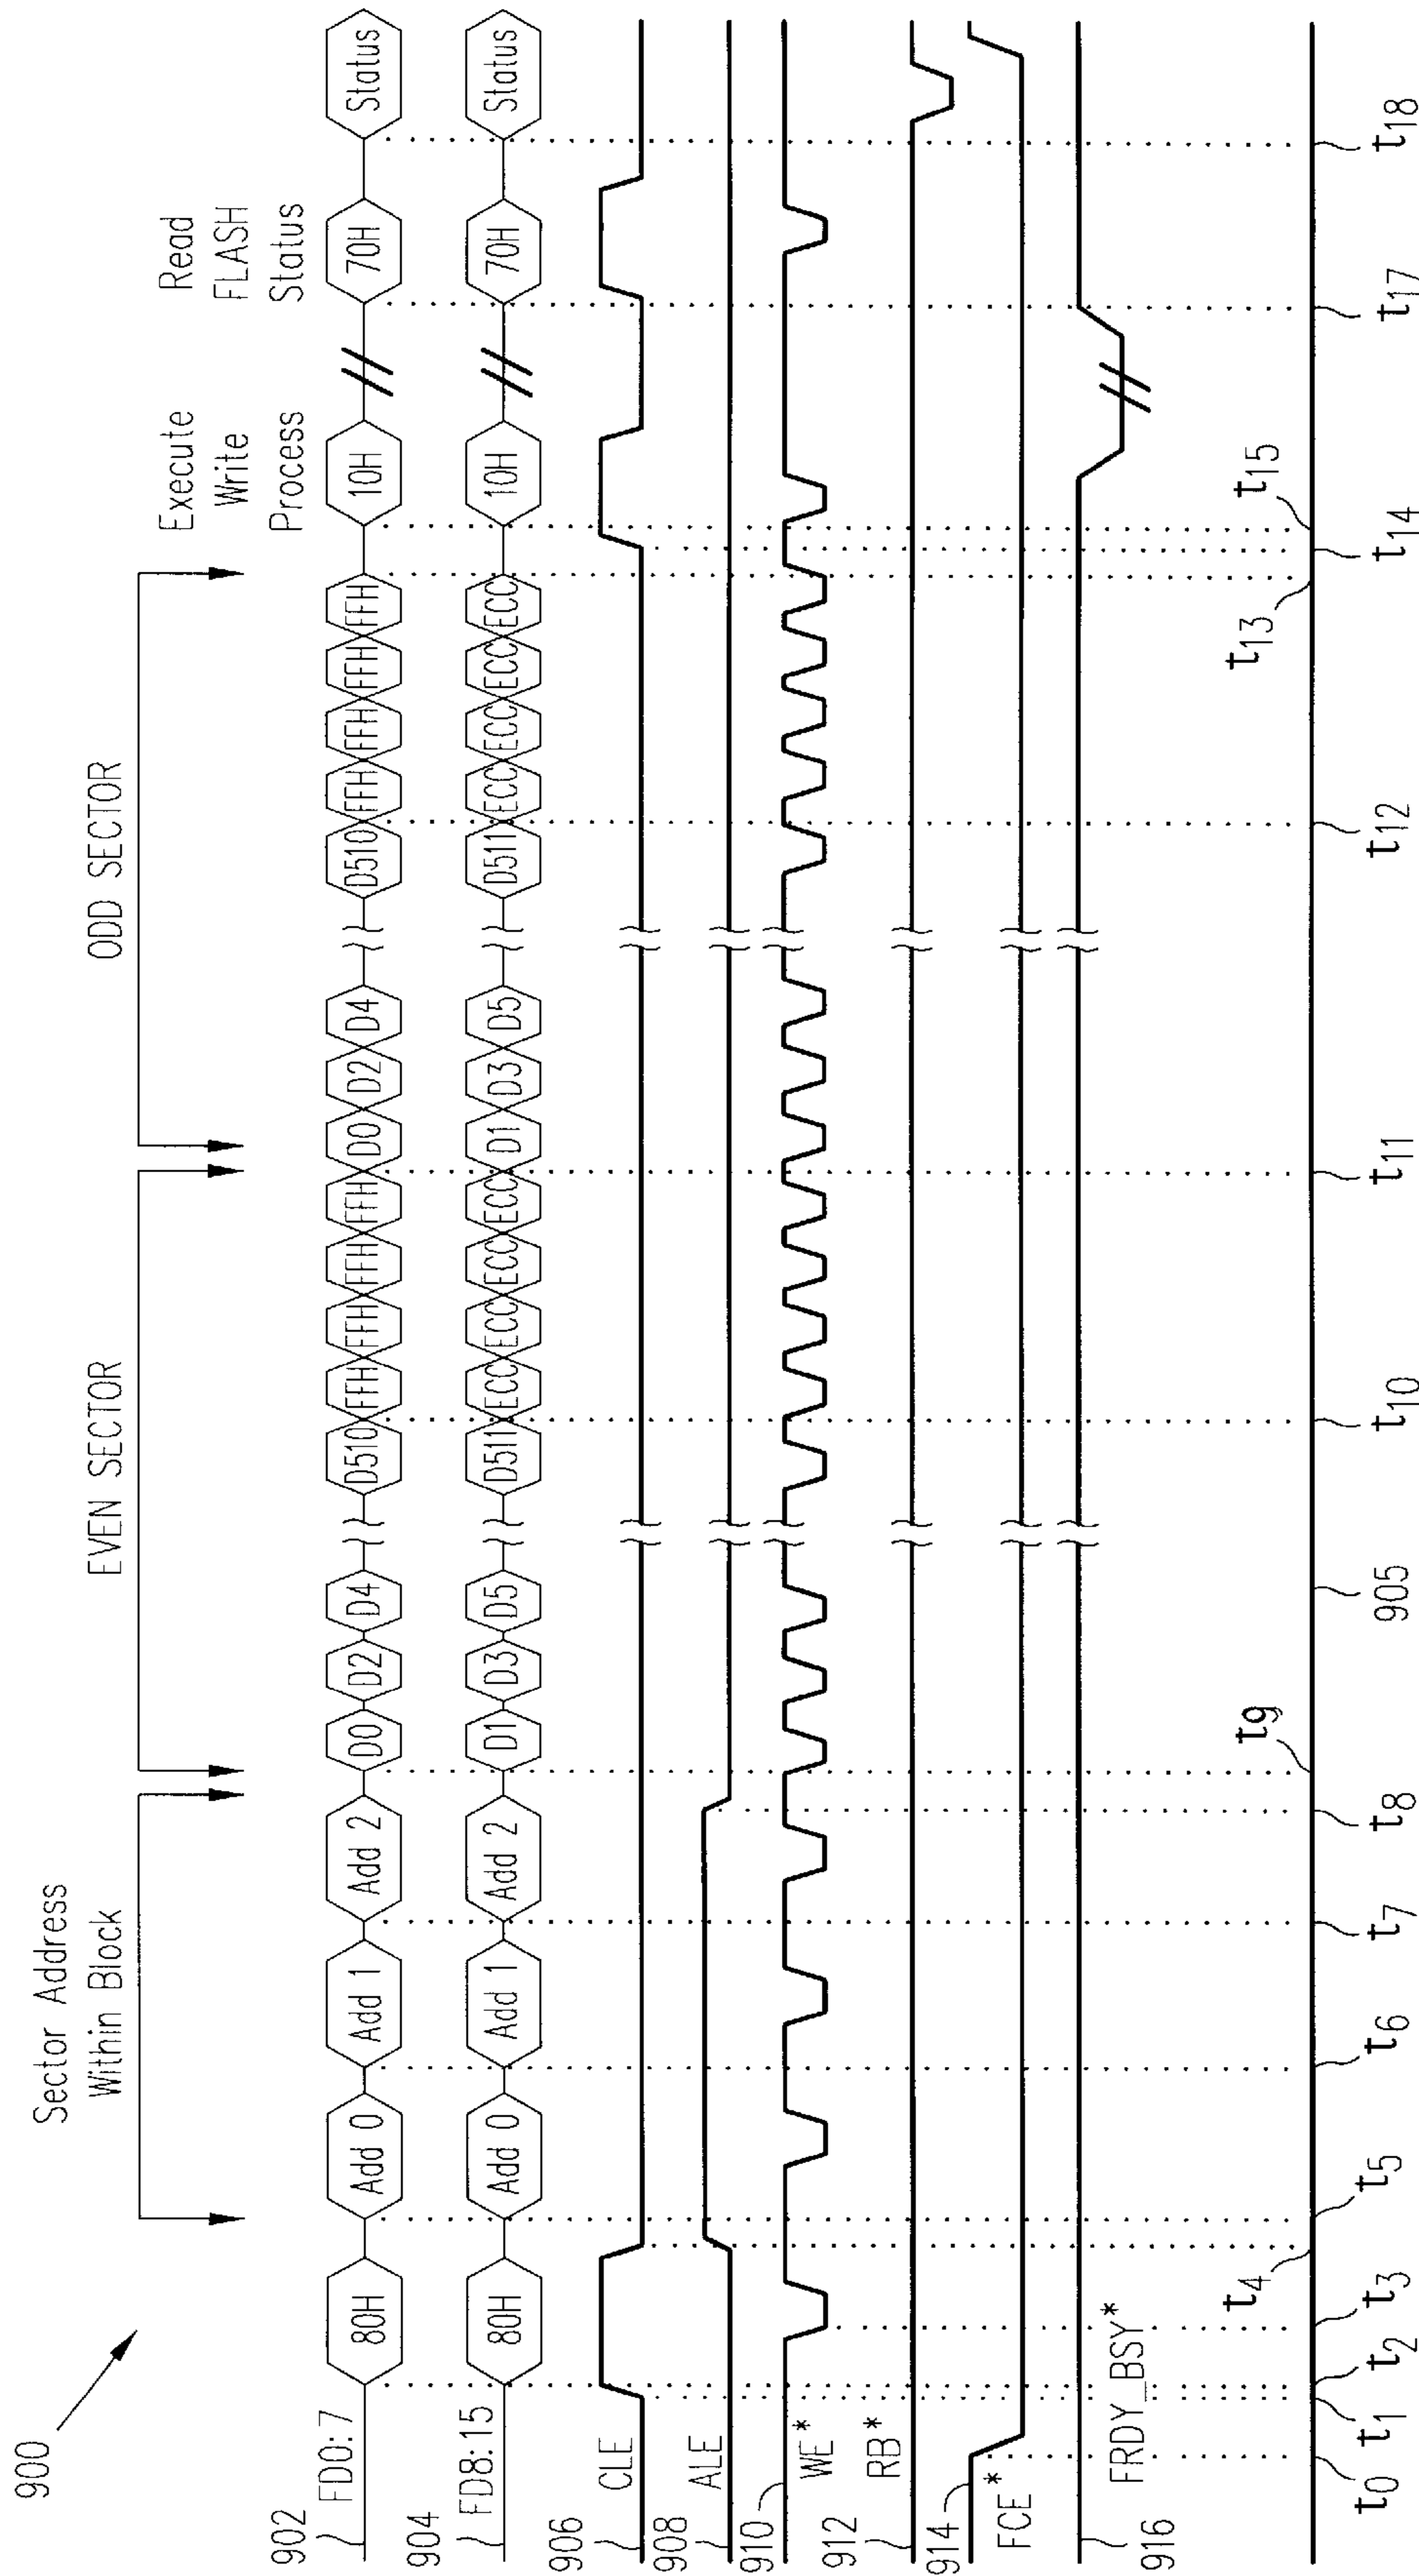 900
Sector Address
Within Block
EVEN SECTOR
ODD SECTOR
Execute
Write
Process
Read
FLASH
Status
902
FD0:7
80H
Add 0
Add 1
Add 2
D0
D2
D4
D510
FFH
FFH
FFH
FFH
D0
D2
D4
D510
FFH
FFH
FFH
FFH
10H
70H
Status
904
FD8:15
80H
Add 0
Add 1
Add 2
D1
D3
D5
D511
ECC
ECC
ECC
ECC
D1
D3
D5
D511
ECC
ECC
ECC
ECC
10H
70H
Status
906
CLE
908
ALE
910
WE*
912
RB*
914
FCE*
916
FRDY_BSY*
905
t0
t1
t2
t3
t4
t5
t6
t7
t8
t9
t10
t11
t12
t13
t14
t15
t17
t18